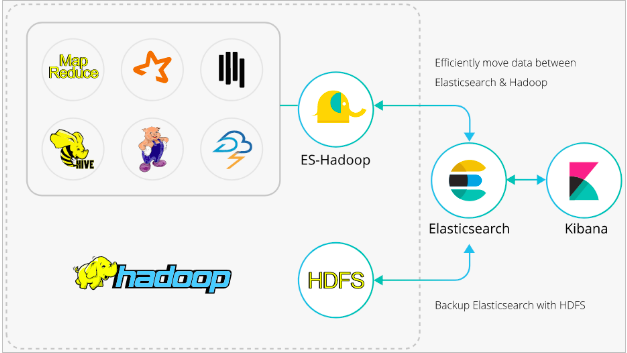 Map
Reduce
HIVE
ES-Hadoop
Efficiently move data between
Elasticsearch & Hadoop
Elasticsearch
Kibana
hadoop
HDFS
Backup Elasticsearch with HDFS